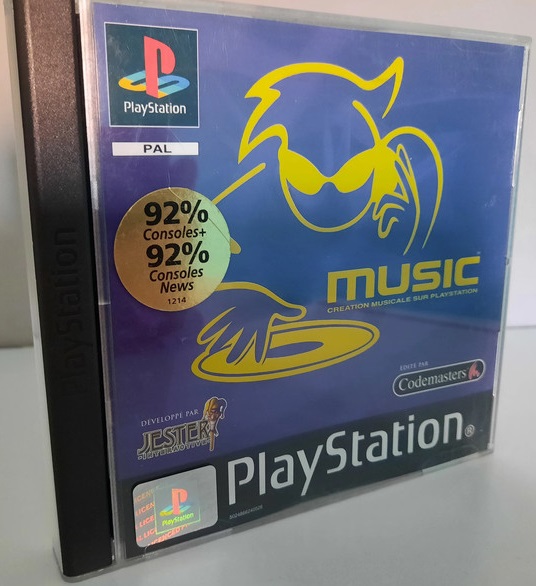 PlayStation
PAL
92%
Consoles+
92%
Consoles
News
1214
MUSIC
CREATION MUSICALE SUR PLAYSTATION
EDITE PAR
Codemasters
DEVELOPPE PAR
JESTER
INTERACTIVE
PlayStation®
PlayStation
PlayStation